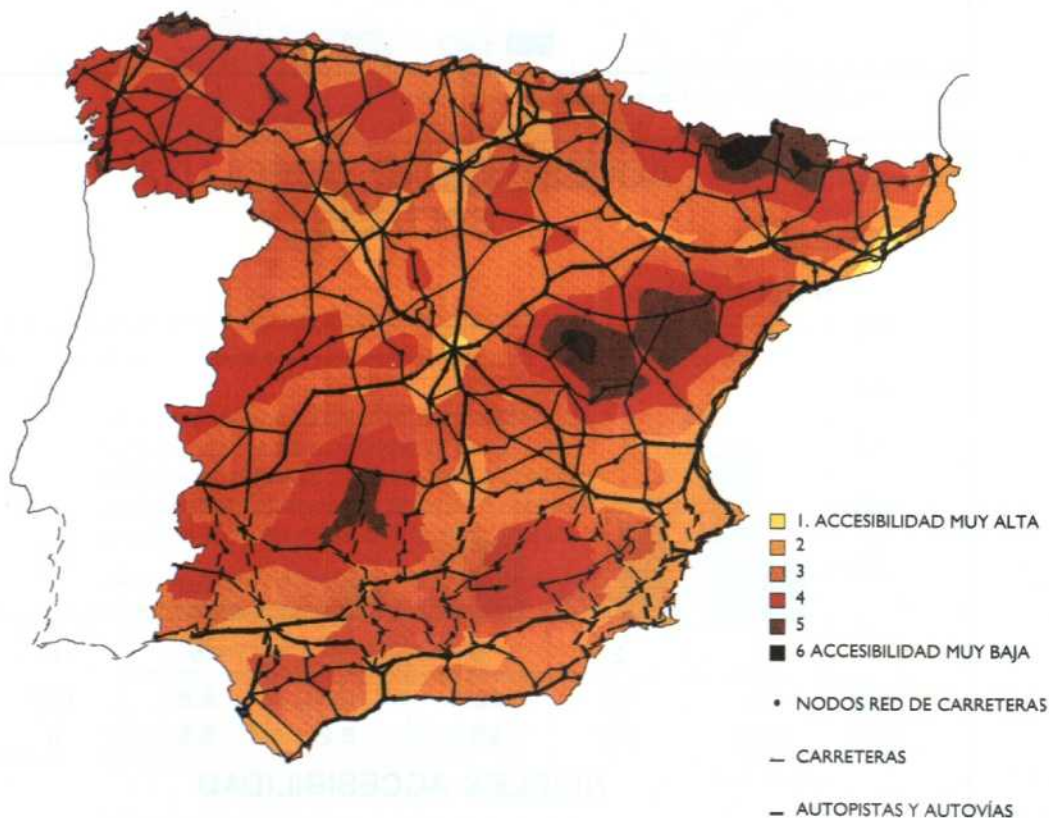 1. ACCESIBILIDAD MUY ALTA
2
3
4
5
6 ACCESIBILIDAD MUY BAJA
NODOS RED DE CARRETERAS
CARRETERAS
AUTOPISTAS Y AUTOVÍAS